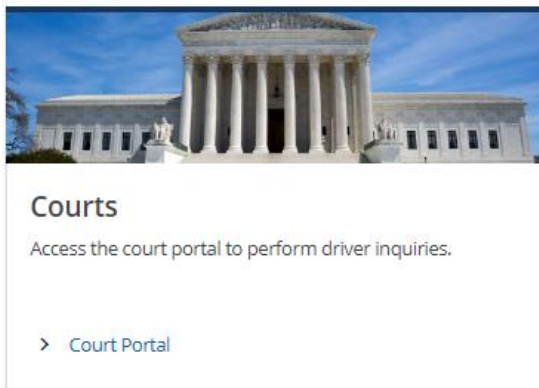 Courts
Access the court portal to perform driver inquiries.
Court Portal